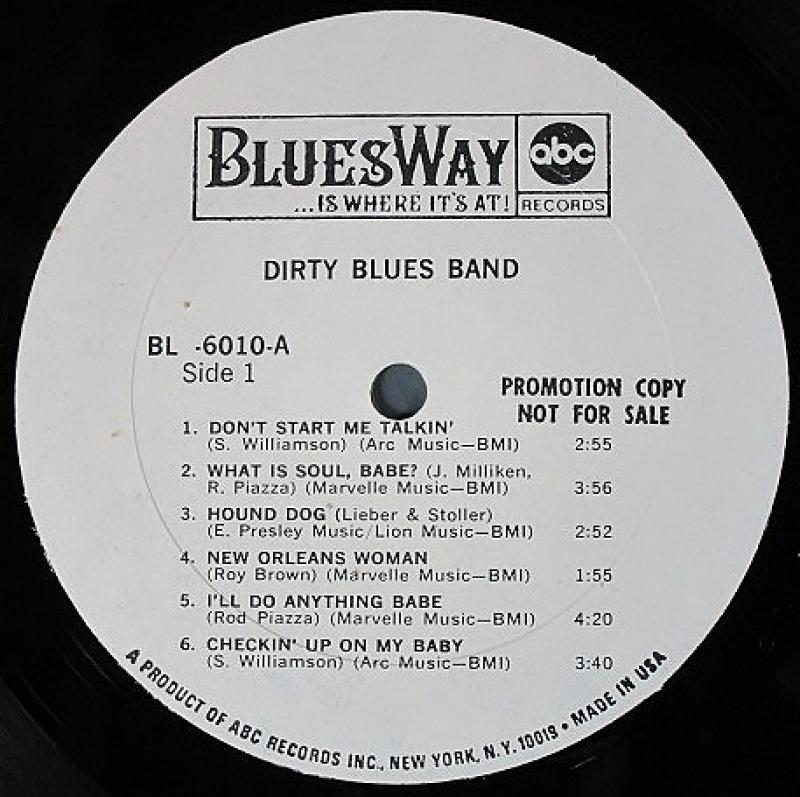 BLUESWAY
...IS WHERE IT'S AT!
abc
RECORDS
DIRTY BLUES BAND
BL -6010-A
Side 1
PROMOTION COPY
NOT FOR SALE
1. DON'T START ME TALKIN'
(S. Williamson) (Arc Music—BMI) 2:55
2. WHAT IS SOUL, BABE? (J. Milliken,
R. Piazza) (Marvelle Music—BMI) 3:56
3. HOUND DOG (Lieber & Stoller)
(E. Presley Music/Lion Music—BMI) 2:52
4. NEW ORLEANS WOMAN
(Roy Brown) (Marvelle Music—BMI) 1:55
5. I'LL DO ANYTHING BABE
(Rod Piazza) (Marvelle Music—BMI) 4:20
6. CHECKIN' UP ON MY BABY
(S. Williamson) (Arc Music—BMI) 3:40
A PRODUCT OF ABC RECORDS INC., NEW YORK, N.Y. 10019 • MADE IN USA